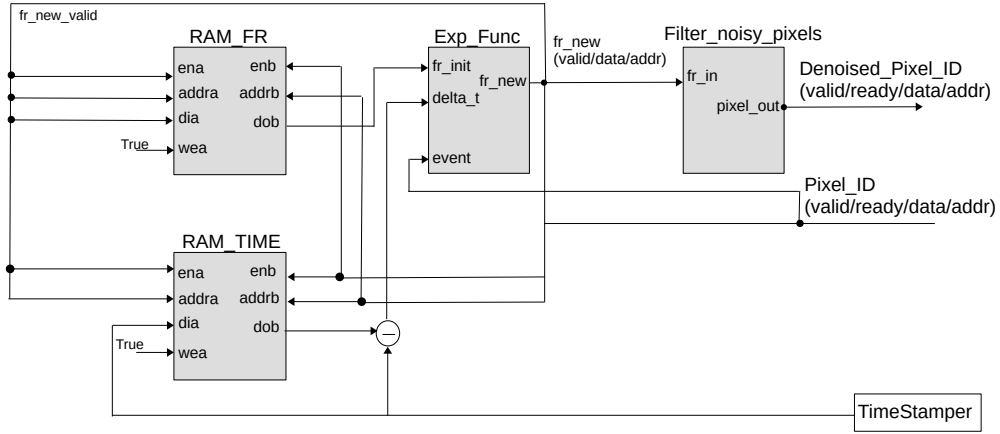 fr_new_valid
RAM_FR
ena
addra
dia
wea
enb
addrb
dob
True
Exp_Func
fr_init
delta_t
event
fr_new
fr_new
(valid/data/addr)
Filter_noisy_pixels
fr_in
pixel_out
Denoised_Pixel_ID
(valid/ready/data/addr)
Pixel_ID
(valid/ready/data/addr)
RAM_TIME
ena
addra
dia
wea
enb
addrb
dob
True
TimeStamper